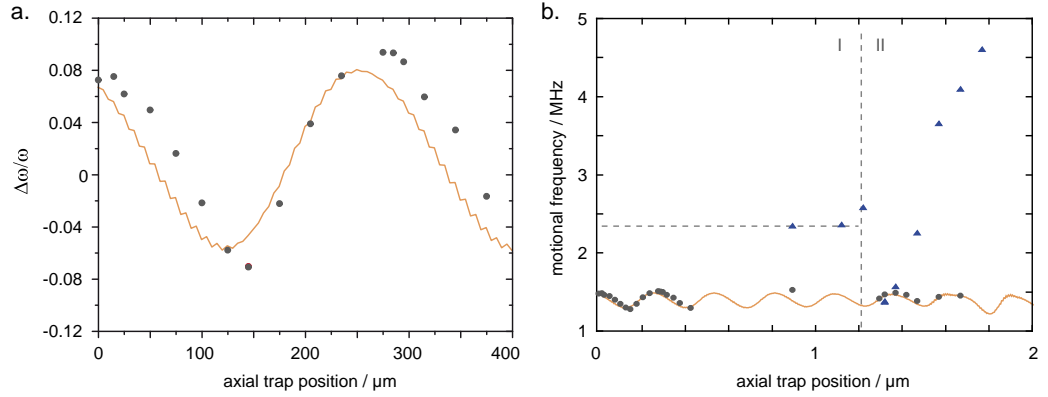 a.
0.12
0.08
0.04
0
-0.04
-0.08
-0.12
Δω/ω
0
100
200
300
400
axial trap position / µm
b.
5
4
3
2
1
motional frequency / MHz
I
II
0
1
2
axial trap position / µm